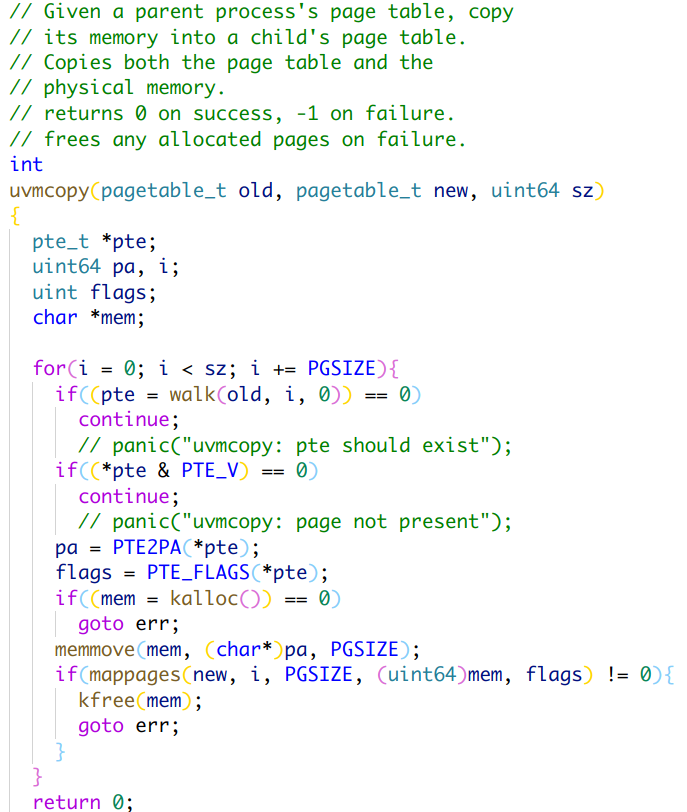 // Given a parent process's page table, copy
// its memory into a child's page table.
// Copies both the page table and the
// physical memory.
// returns 0 on success, -1 on failure.
// frees any allocated pages on failure.
int
uvmcopy(pagetable_t old, pagetable_t new, uint64 sz)
{
  pte_t *pte;
  uint64 pa, i;
  uint flags;
  char *mem;

  for(i = 0; i < sz; i += PGSIZE){
    if((pte = walk(old, i, 0)) == 0)
      continue;
      // panic("uvmcopy: pte should exist");
    if((*pte & PTE_V) == 0)
      continue;
      // panic("uvmcopy: page not present");
    pa = PTE2PA(*pte);
    flags = PTE_FLAGS(*pte);
    if((mem = kalloc()) == 0)
      goto err;
    memmove(mem, (char*)pa, PGSIZE);
    if(mappages(new, i, PGSIZE, (uint64)mem, flags) != 0){
      kfree(mem);
      goto err;
    }
  }
  return 0;